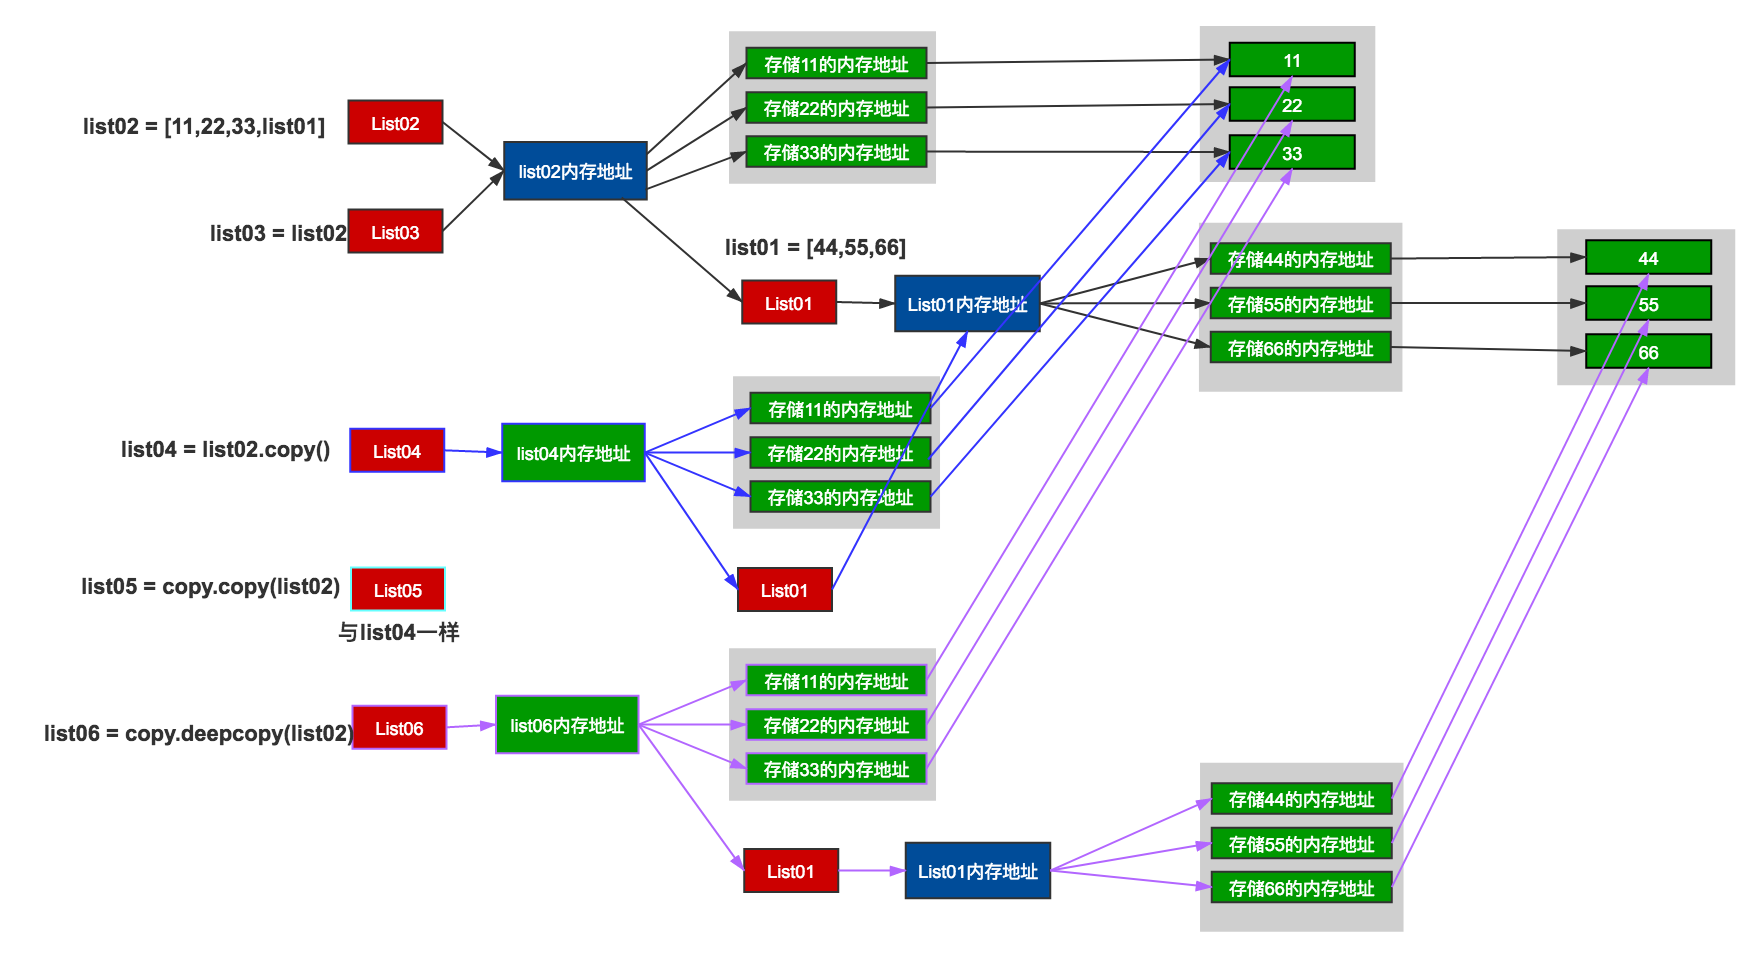 list02 = [11,22,33,list01]
List02
list02内存地址
存储11的内存地址
存储22的内存地址
存储33的内存地址
11
22
33
list03 = list02
List03
list01 = [44,55,66]
List01
List01内存地址
存储44的内存地址
存储55的内存地址
存储66的内存地址
44
55
66
list04 = list02.copy()
List04
list04内存地址
存储11的内存地址
存储22的内存地址
存储33的内存地址
List01
list05 = copy.copy(list02)
List05
与list04一样
list06 = copy.deepcopy(list02)
List06
list06内存地址
存储11的内存地址
存储22的内存地址
存储33的内存地址
List01
List01内存地址
存储44的内存地址
存储55的内存地址
存储66的内存地址